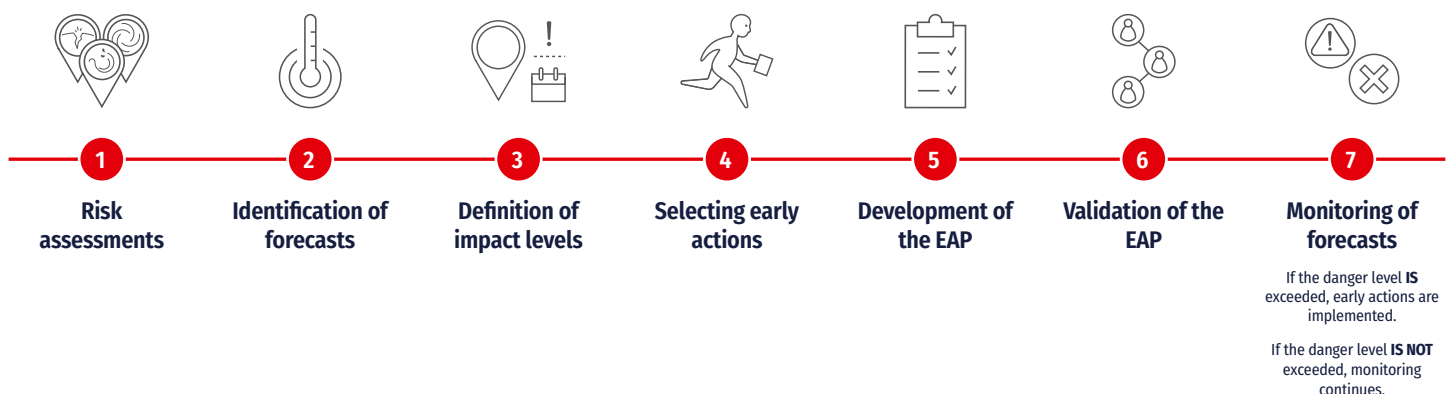 1
2
3
4
5
6
7
Risk
assessments
Identification of
forecasts
Definition of
impact levels
Selecting early
actions
Development of
the EAP
Validation of the
EAP
Monitoring of
forecasts
If the danger level IS
exceeded, early actions are
implemented.
If the danger level IS NOT
exceeded, monitoring
continues.